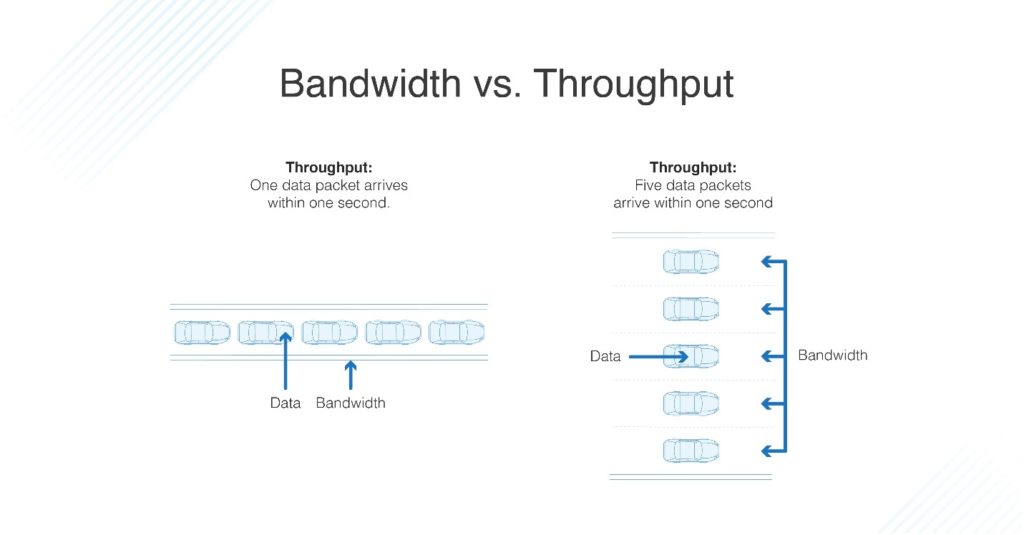 Bandwidth vs. Throughput
Throughput:
One data packet arrives
within one second.
Data
Bandwidth
Throughput:
Five data packets
arrive within one second
Data
Bandwidth